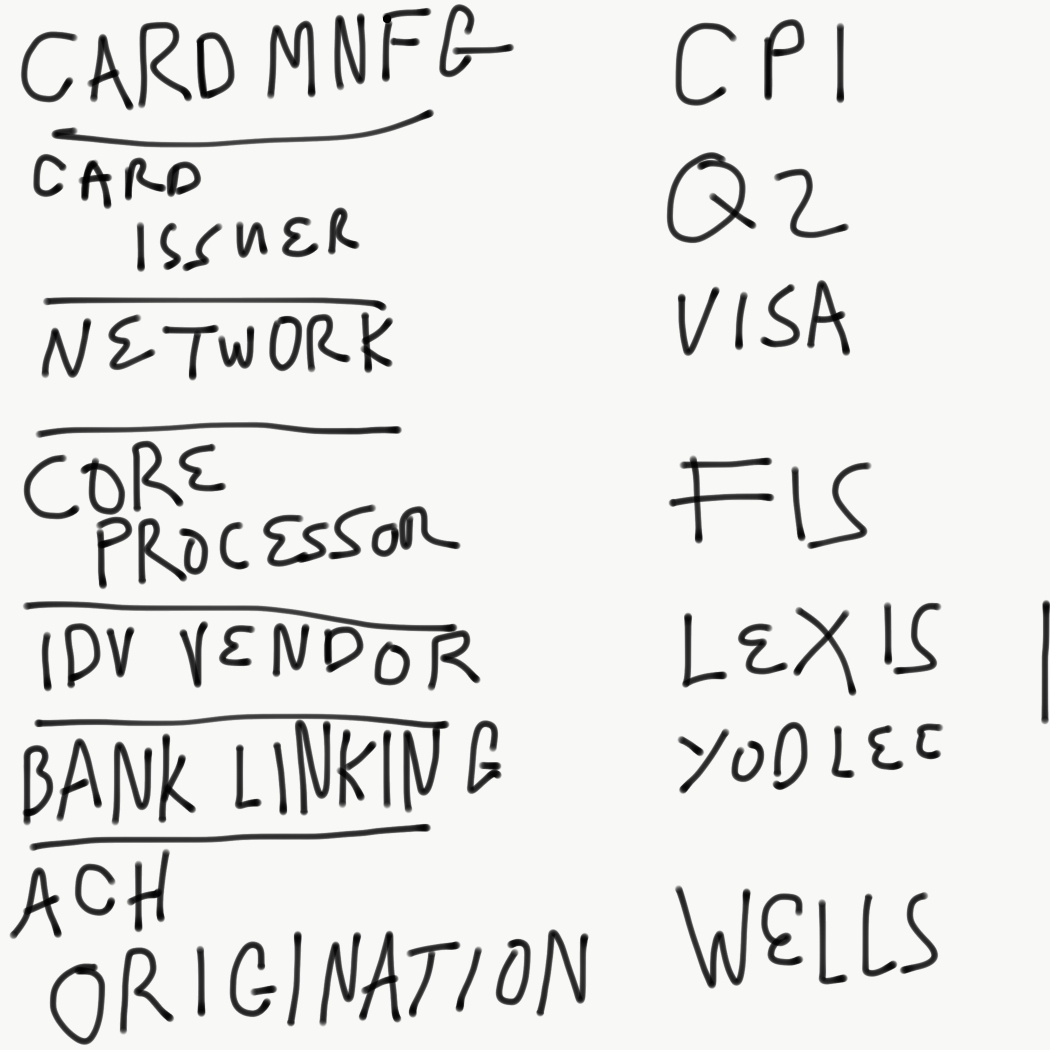 CARD MNFG CPI
CARD
ISSUER Q2
NETWORK VISA
CORE
PROCESSOR FIS
IDV VENDOR LEXIS
BANK LINKING YODLEE
ACH
ORIGINATION WELLS